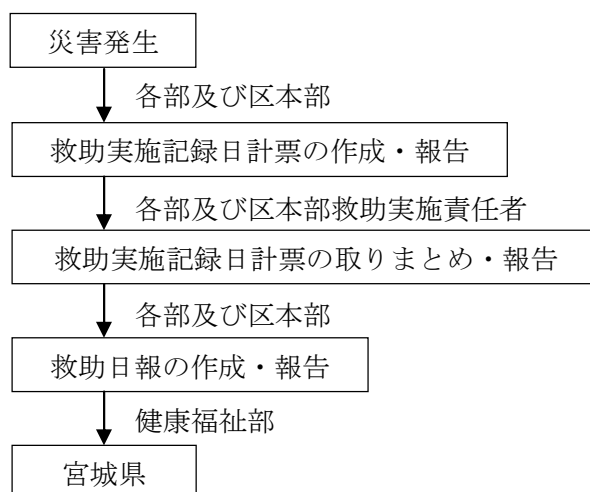 災害発生
各部及び区本部
救助実施記録日計票の作成・報告
各部及び区本部救助実施責任者
救助実施記録日計票の取りまとめ・報告
各部及び区本部
救助日報の作成・報告
健康福祉部
宮城県